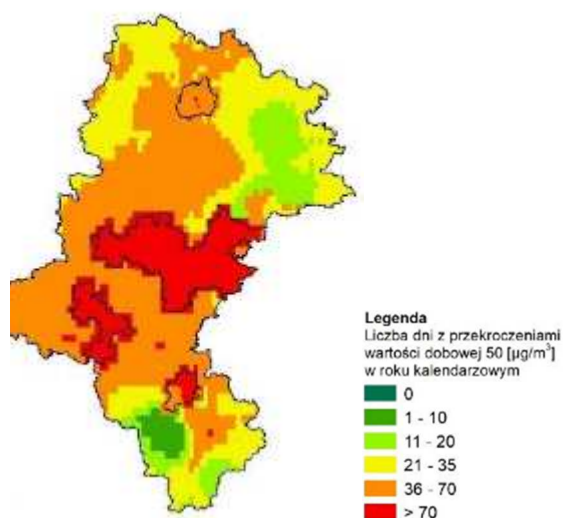 Legenda
Liczba dni z przekroczeniami
wartości dobowej 50 [µg/m³]
w roku kalendarzowym
0
1 - 10
11 - 20
21 - 35
36 - 70
> 70